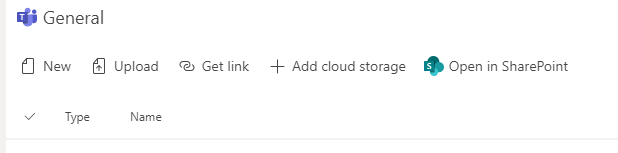 General
New Upload Get link Add cloud storage Open in SharePoint
Type Name